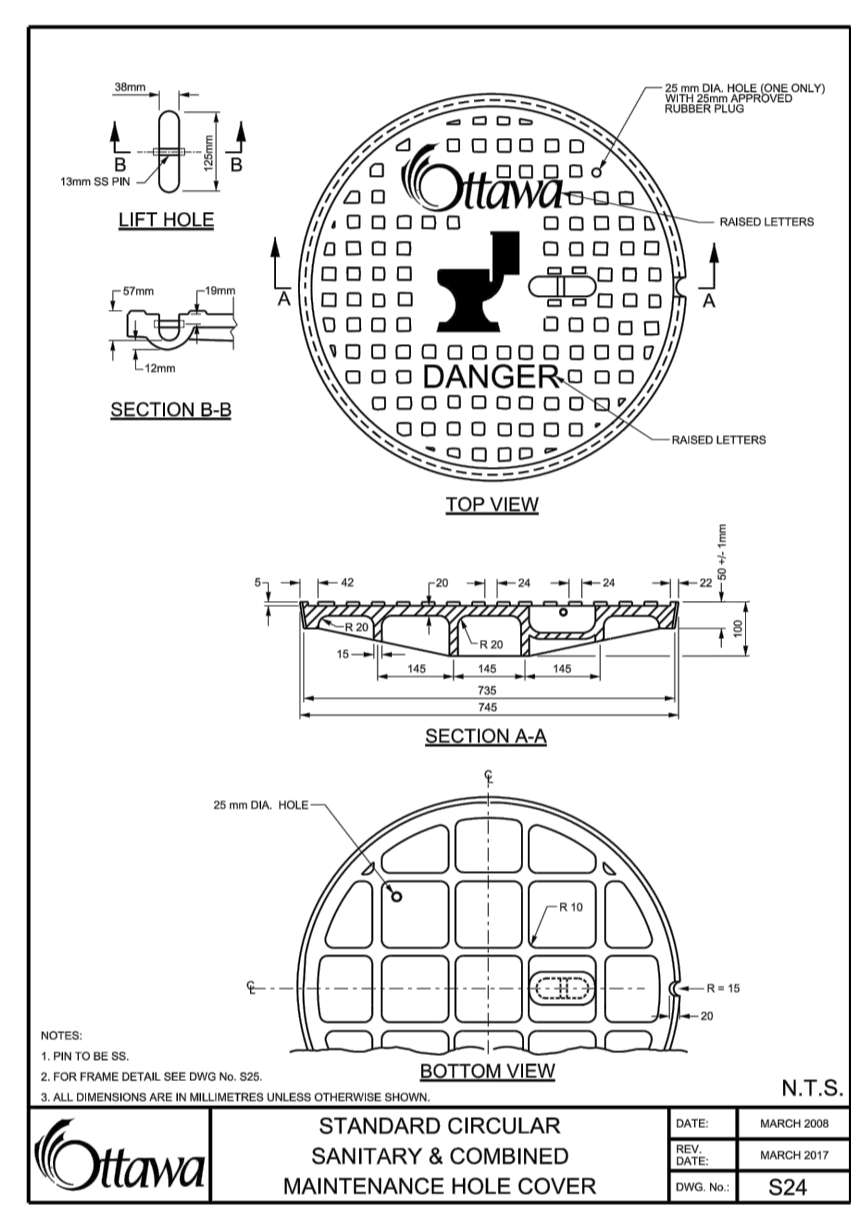 38mm
125mm
B
B
13mm SS PIN
LIFT HOLE
57mm
19mm
12mm
SECTION B-B
25 mm DIA. HOLE (ONE ONLY)
WITH 25mm APPROVED
RUBBER PLUG
Ottawa
RAISED LETTERS
A
A
DANGER
RAISED LETTERS
TOP VIEW
5
42
20
24
24
22
50 +/- 1mm
100
R 20
R 20
15
145
145
145
735
745
SECTION A-A
25 mm DIA. HOLE
R 10
R = 15
20
BOTTOM VIEW
NOTES:
1. PIN TO BE SS.
2. FOR FRAME DETAIL SEE DWG No. S25.
3. ALL DIMENSIONS ARE IN MILLIMETRES UNLESS OTHERWISE SHOWN.
N.T.S.
Ottawa
STANDARD CIRCULAR
SANITARY & COMBINED
MAINTENANCE HOLE COVER
DATE: MARCH 2008
REV.
DATE: MARCH 2017
DWG. No.: S24